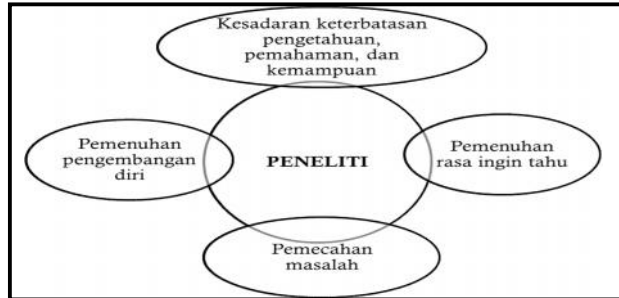 Kesadaran keterbatasan
pengetahuan,
pemahaman, dan
kemampuan
Pemenuhan
pengembangan
diri
PENELITI
Pemenuhan
rasa ingin tahu
Pemecahan
masalah